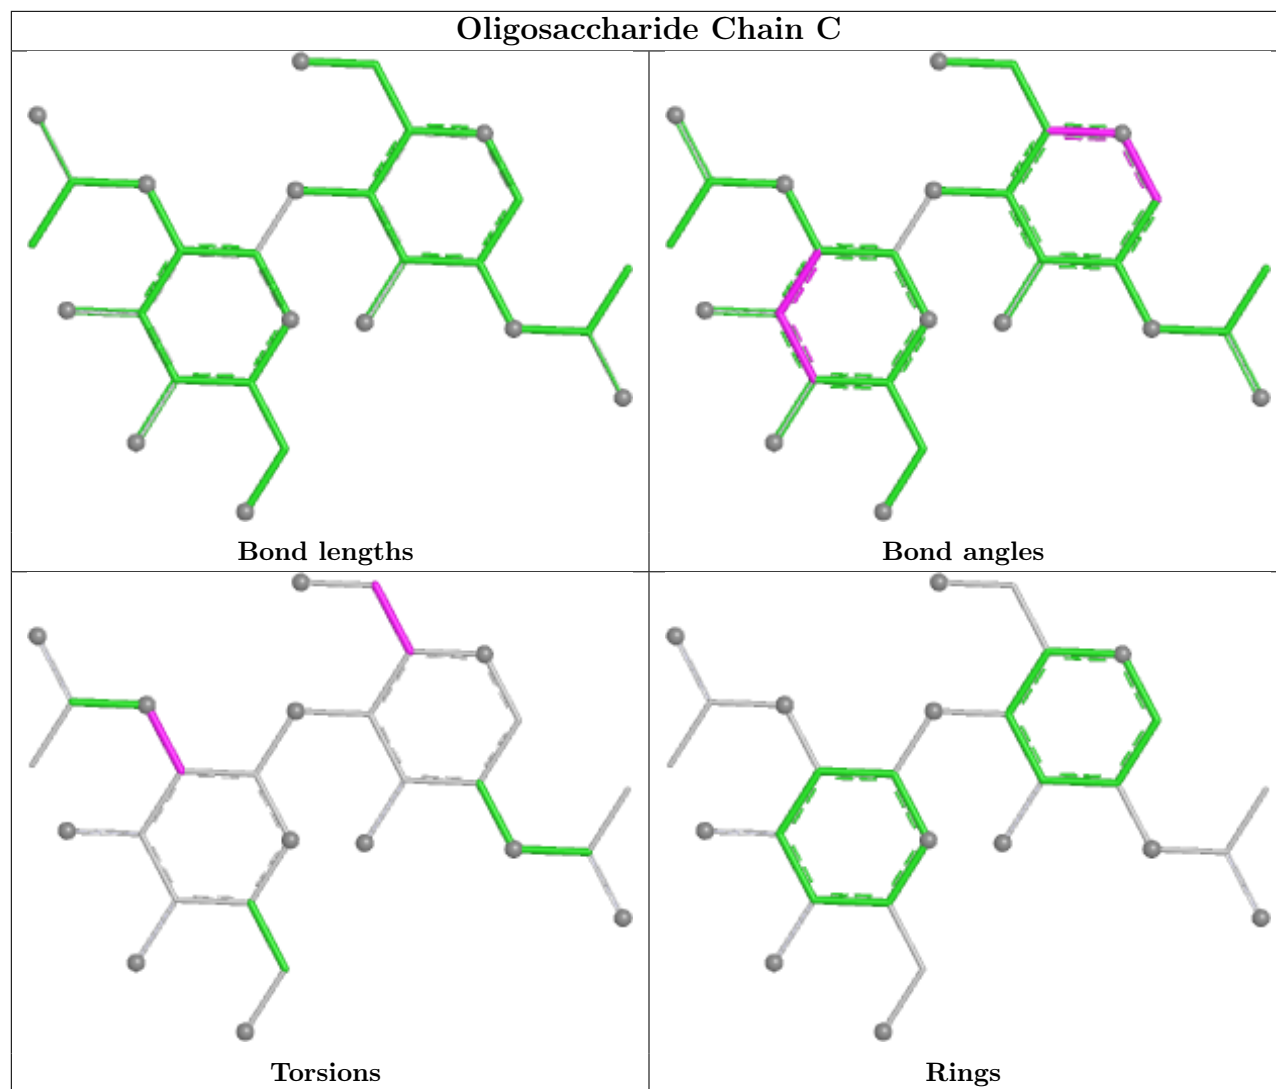 Oligosaccharide Chain C
Bond lengths
Bond angles
Torsions
Rings